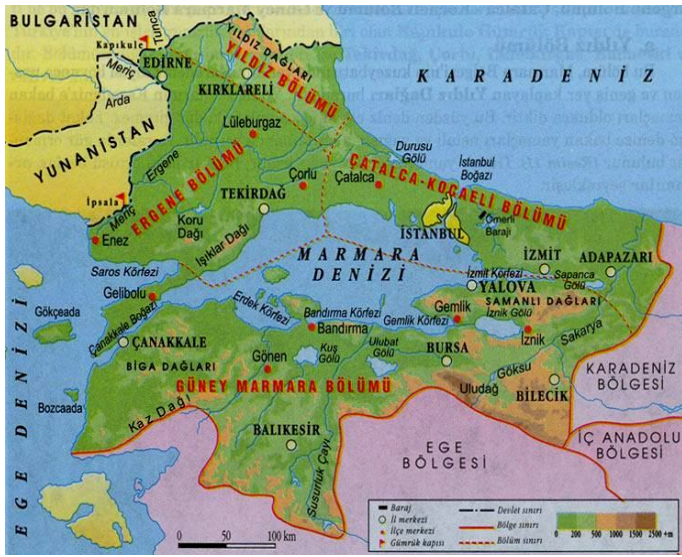 BULGARİSTAN
Kapıkule
Tunca
Meriç
EDİRNE
YILDIZ DAĞLARI
YILDIZ BÖLÜMÜ
KIRKLARELİ
KARADENİZ
Arda
YUNANİSTAN
Lüleburgaz
Ergene
ERGENE BÖLÜMÜ
Durusu
Gölü
İstanbul
Boğazı
ÇATALCA-KOCAELİ BÖLÜMÜ
Çorlu
Çatalca
TEKİRDAĞ
İpsala
Meriç
Enez
Koru
Dağı
Işıklar Dağı
Ömerli
Barajı
İSTANBUL
MARMARA
DENİZİ
İZMİT
ADAPAZARI
İzmit Körfezi
Sapanca
Gölü
YALOVA
SAMANLI DAĞLARI
Saros Körfezi
Gelibolu
Gökçeada
Çanakkale Boğazı
Erdek Körfezi
Bandırma Körfezi
Bandırma
Gemlik
Gemlik Körfezi
İznik Gölü
İznik
Sakarya
ÇANAKKALE
Kuş
Gölü
Ulubat
Gölü
BURSA
BİGA DAĞLARI
Gönen
GÜNEY MARMARA BÖLÜMÜ
Göksu
Uludağ
BİLECİK
KARADENİZ
BÖLGESİ
Bozcaada
Kaz Dağı
BALIKESİR
Susurluk Çayı
EGE
BÖLGESİ
İÇ ANADOLU
BÖLGESİ
EGE DENİZİ
0 50 100 km
Baraj
İl merkezi
İlçe merkezi
Gümrük kapısı
Devlet sınırı
Bölge sınırı
Bölüm sınırı
0 200 500 1000 1500 2500 +m